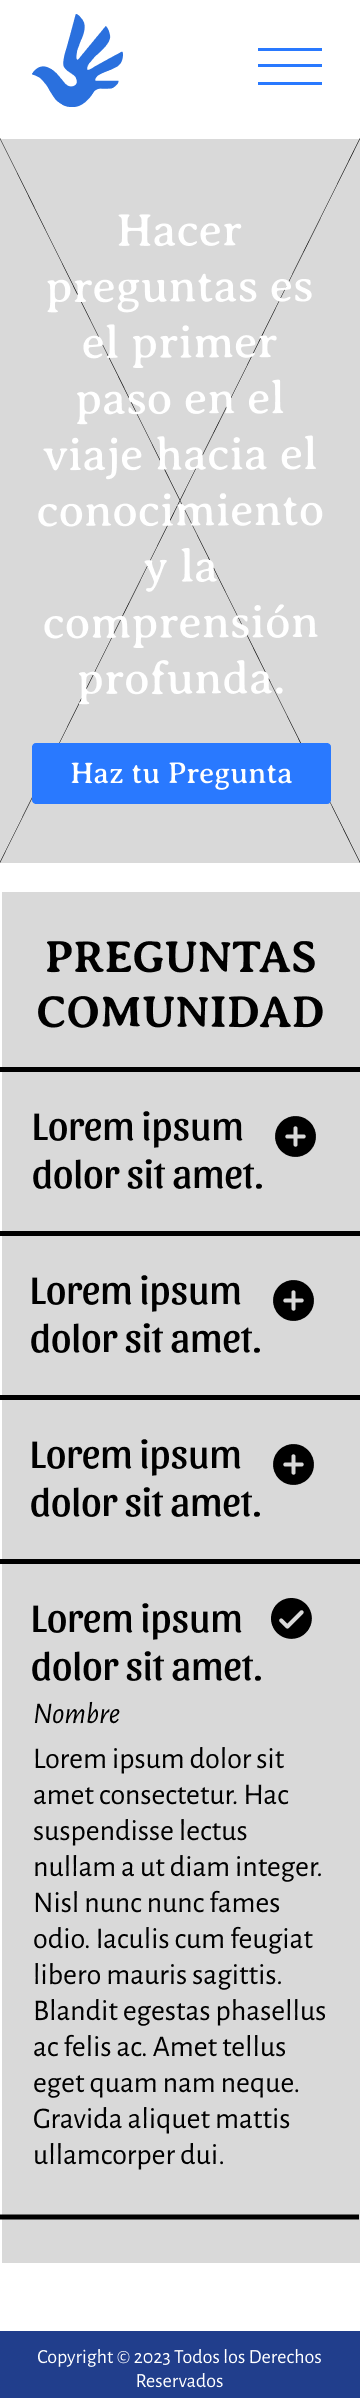 Hacer
preguntas es
el primer
paso en el
viaje hacia el
conocimiento
y la
comprensión
profunda.
Haz tu Pregunta
PREGUNTAS
COMUNIDAD
Lorem ipsum
dolor sit amet.
Lorem ipsum
dolor sit amet.
Lorem ipsum
dolor sit amet.
Lorem ipsum
dolor sit amet.
Nombre
Lorem ipsum dolor sit
amet consectetur. Hac
suspendisse lectus
nullam a ut diam integer.
Nisl nunc nunc fames
odio. Iaculis cum feugiat
libero mauris sagittis.
Blandit egestas phasellus
ac felis ac. Amet tellus
eget quam nam neque.
Gravida aliquet mattis
ullamcorper dui.
Copyright © 2023 Todos los Derechos
Reservados